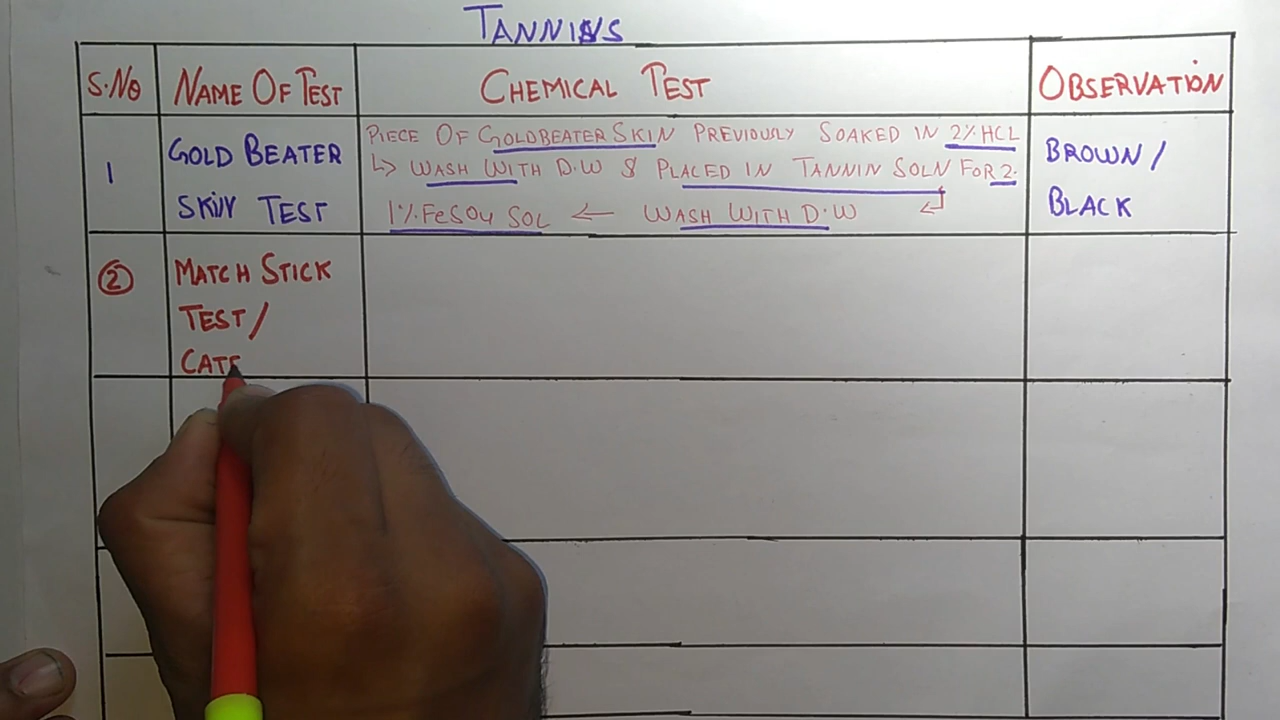 TANNINS
S.NO NAME OF TEST CHEMICAL TEST OBSERVATION
1 GOLD BEATER SKIN TEST
PIECE OF GOLDBEATER SKIN PREVIOUSLY SOAKED IN 2% HCL
↳ WASH WITH D.W & PLACED IN TANNIN SOLN FOR 2.
1% FeSO4 SOL ← WASH WITH D.W
BROWN /
BLACK
② MATCH STICK
TEST /
CATE